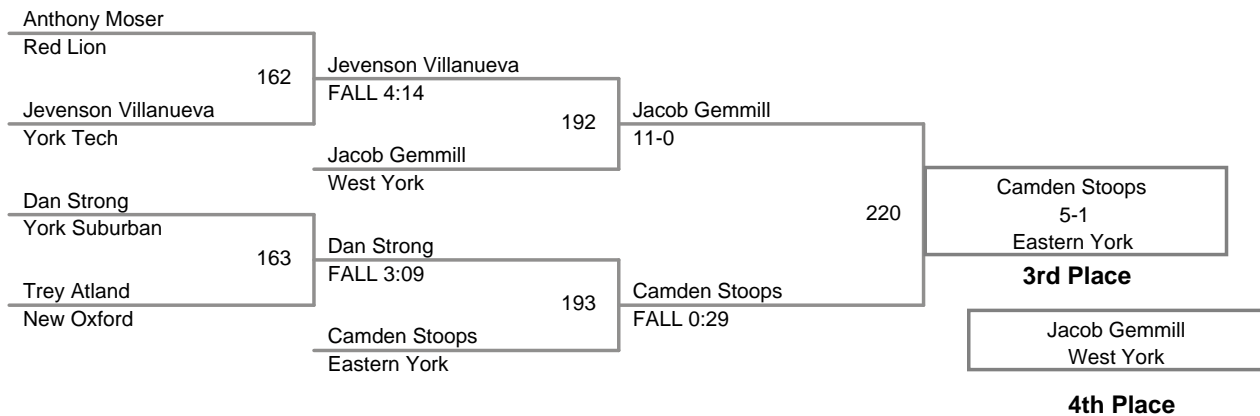 Anthony Moser
Red Lion
162
Jevenson Villanueva
FALL 4:14
Jevenson Villanueva
York Tech
192
Jacob Gemmill
11-0
Jacob Gemmill
West York
Dan Strong
York Suburban
220
Camden Stoops
5-1
Eastern York
163
Dan Strong
FALL 3:09
3rd Place
Trey Atland
New Oxford
193
Camden Stoops
FALL 0:29
Camden Stoops
Eastern York
Jacob Gemmill
West York
4th Place